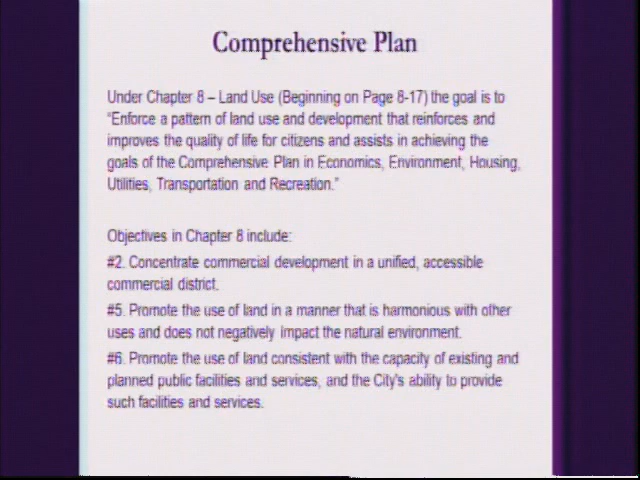 Comprehensive Plan
Under Chapter 8 – Land Use (Beginning on Page 8-17) the goal is to
"Enforce a pattern of land use and development that reinforces and
improves the quality of life for citizens and assists in achieving the
goals of the Comprehensive Plan in Economics, Environment, Housing,
Utilities, Transportation and Recreation."
Objectives in Chapter 8 include:
#2. Concentrate commercial development in a unified, accessible
commercial district.
#5. Promote the use of land in a manner that is harmonious with other
uses and does not negatively impact the natural environment.
#6. Promote the use of land consistent with the capacity of existing and
planned public facilities and services, and the City's ability to provide
such facilities and services.